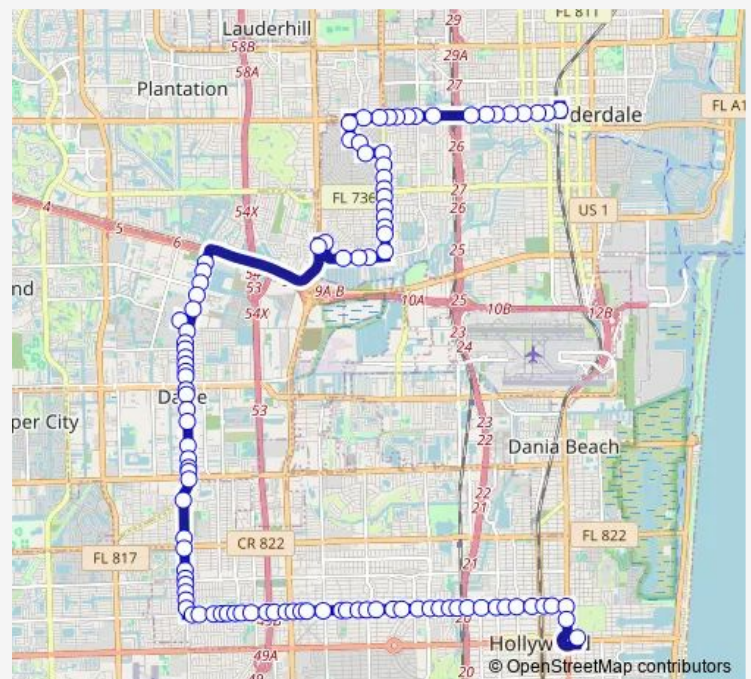 FL 811
Lauderhill
29
58B
29A
58A
27
Plantation
FL A1
derdale
26
FL 736
27
26
54X
US 1
4
5
6
25
54
53
9A-B
10A
25
10B
12B
54X
23
24
nd
53
per City
23
22
Dania Beach
22
21
FL 817
CR 822
FL 822
21
20
49A
20
© OpenStreetMap contributors